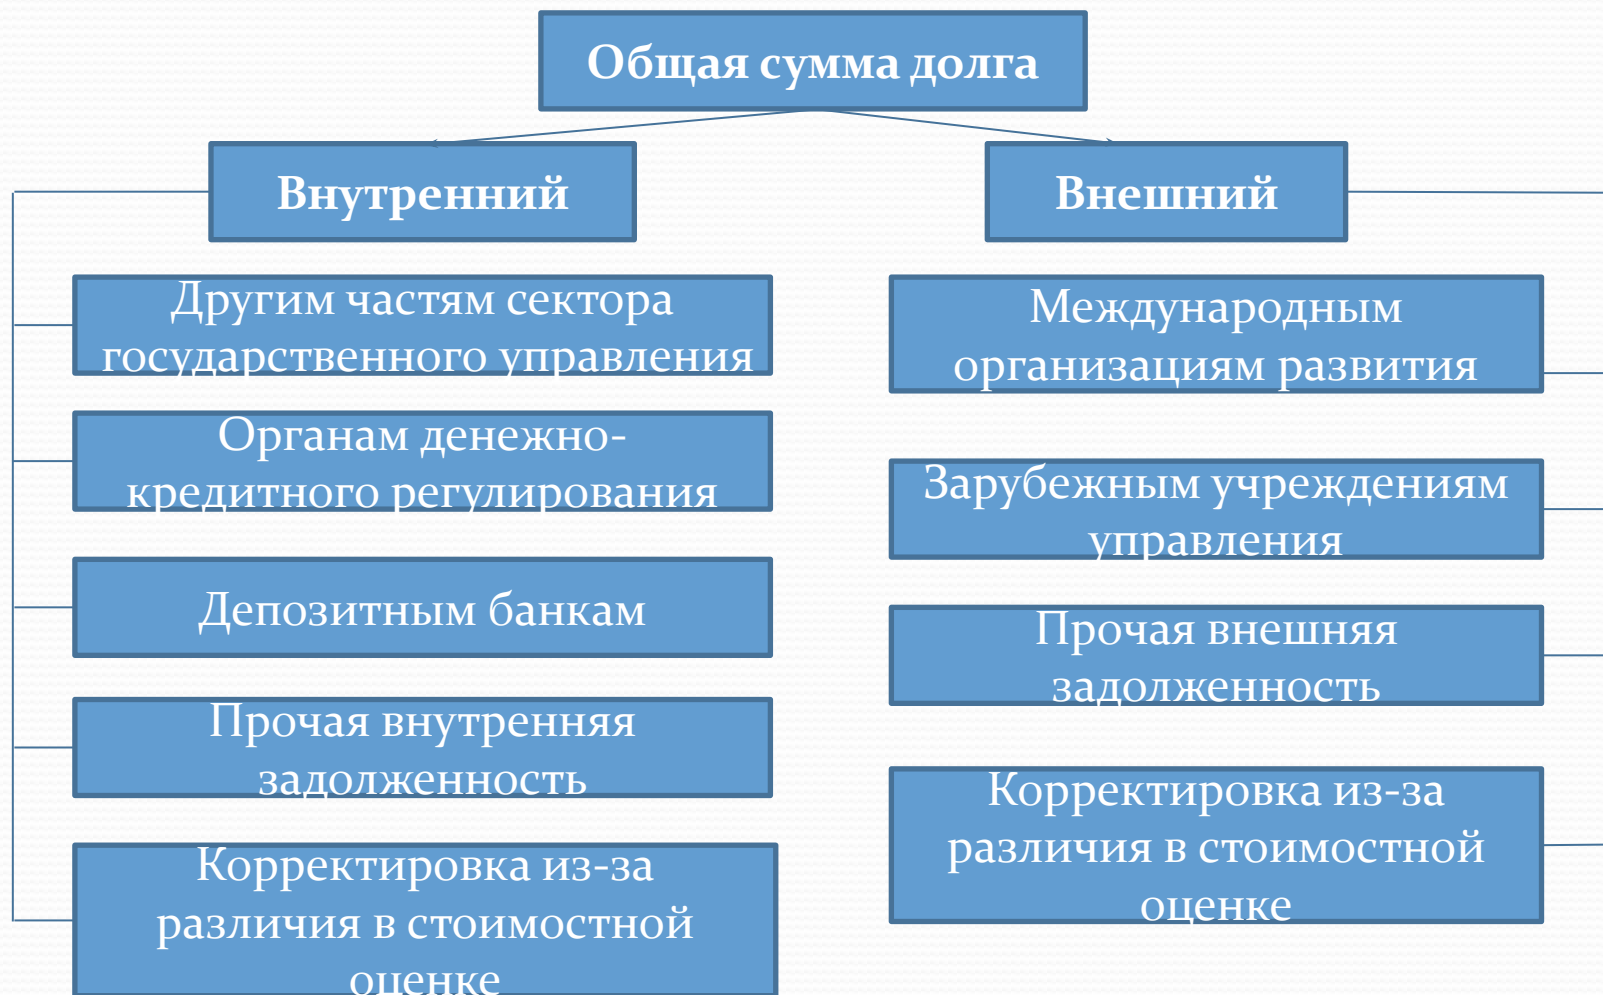 Общая сумма долга
Внутренний
Внешний
Другим частям сектора
государственного управления
Органам денежно-
кредитного регулирования
Депозитным банкам
Прочая внутренняя
задолженность
Корректировка из-за
различия в стоимостной
оценке
Международным
организациям развития
Зарубежным учреждениям
управления
Прочая внешняя
задолженность
Корректировка из-за
различия в стоимостной
оценке